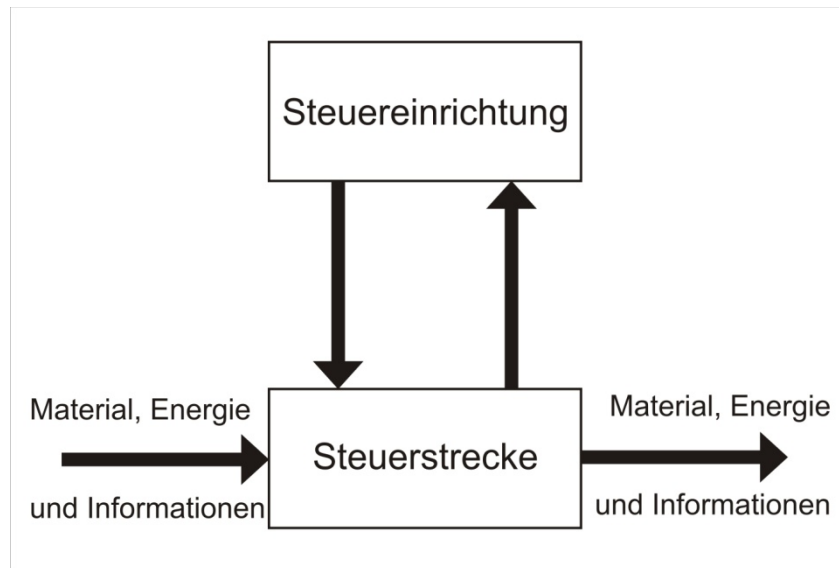 Steuereinrichtung
Material, Energie
und Informationen
Steuerstrecke
Material, Energie
und Informationen